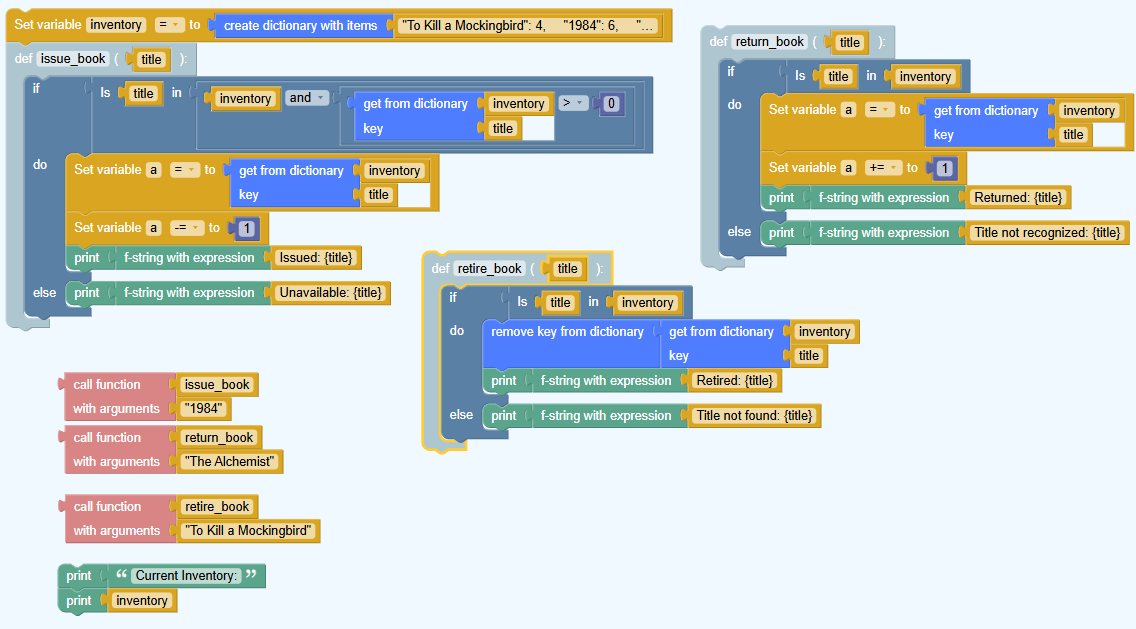 Set variable inventory = to create dictionary with items "To Kill a Mockingbird": 4, "1984": 6, "...
def issue_book ( title ):
if Is title in inventory and get from dictionary inventory > 0
key title
do Set variable a = to get from dictionary inventory
key title
Set variable a -= to 1
print f-string with expression Issued: {title}
else print f-string with expression Unavailable: {title}
def return_book ( title ):
if Is title in inventory
do Set variable a = to get from dictionary inventory
key title
Set variable a += to 1
print f-string with expression Returned: {title}
else print f-string with expression Title not recognized: {title}
def retire_book ( title ):
if Is title in inventory
do remove key from dictionary get from dictionary inventory
key title
print f-string with expression Retired: {title}
else print f-string with expression Title not found: {title}
call function issue_book
with arguments "1984"
call function return_book
with arguments "The Alchemist"
call function retire_book
with arguments "To Kill a Mockingbird"
print “ Current Inventory: ”
print inventory